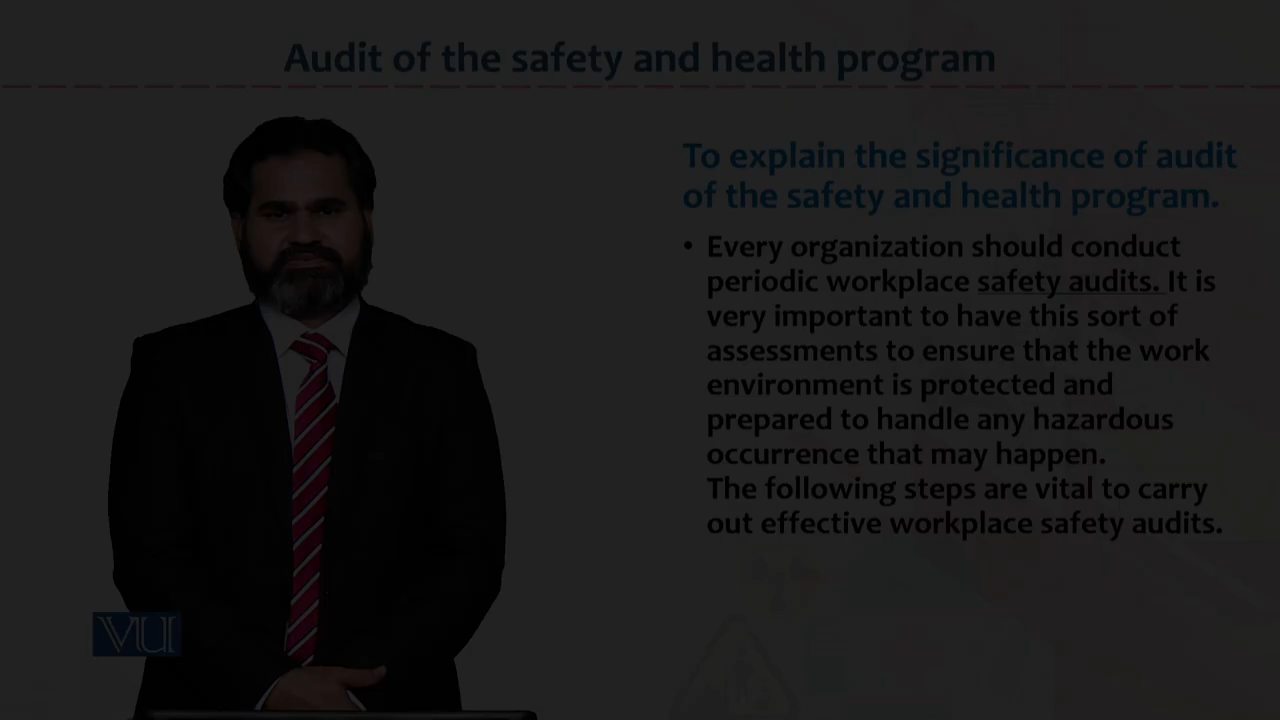 Audit of the safety and health program
To explain the significance of audit
of the safety and health program.
• Every organization should conduct
periodic workplace safety audits. It is
very important to have this sort of
assessments to ensure that the work
environment is protected and
prepared to handle any hazardous
occurrence that may happen.
The following steps are vital to carry
out effective workplace safety audits.
VU